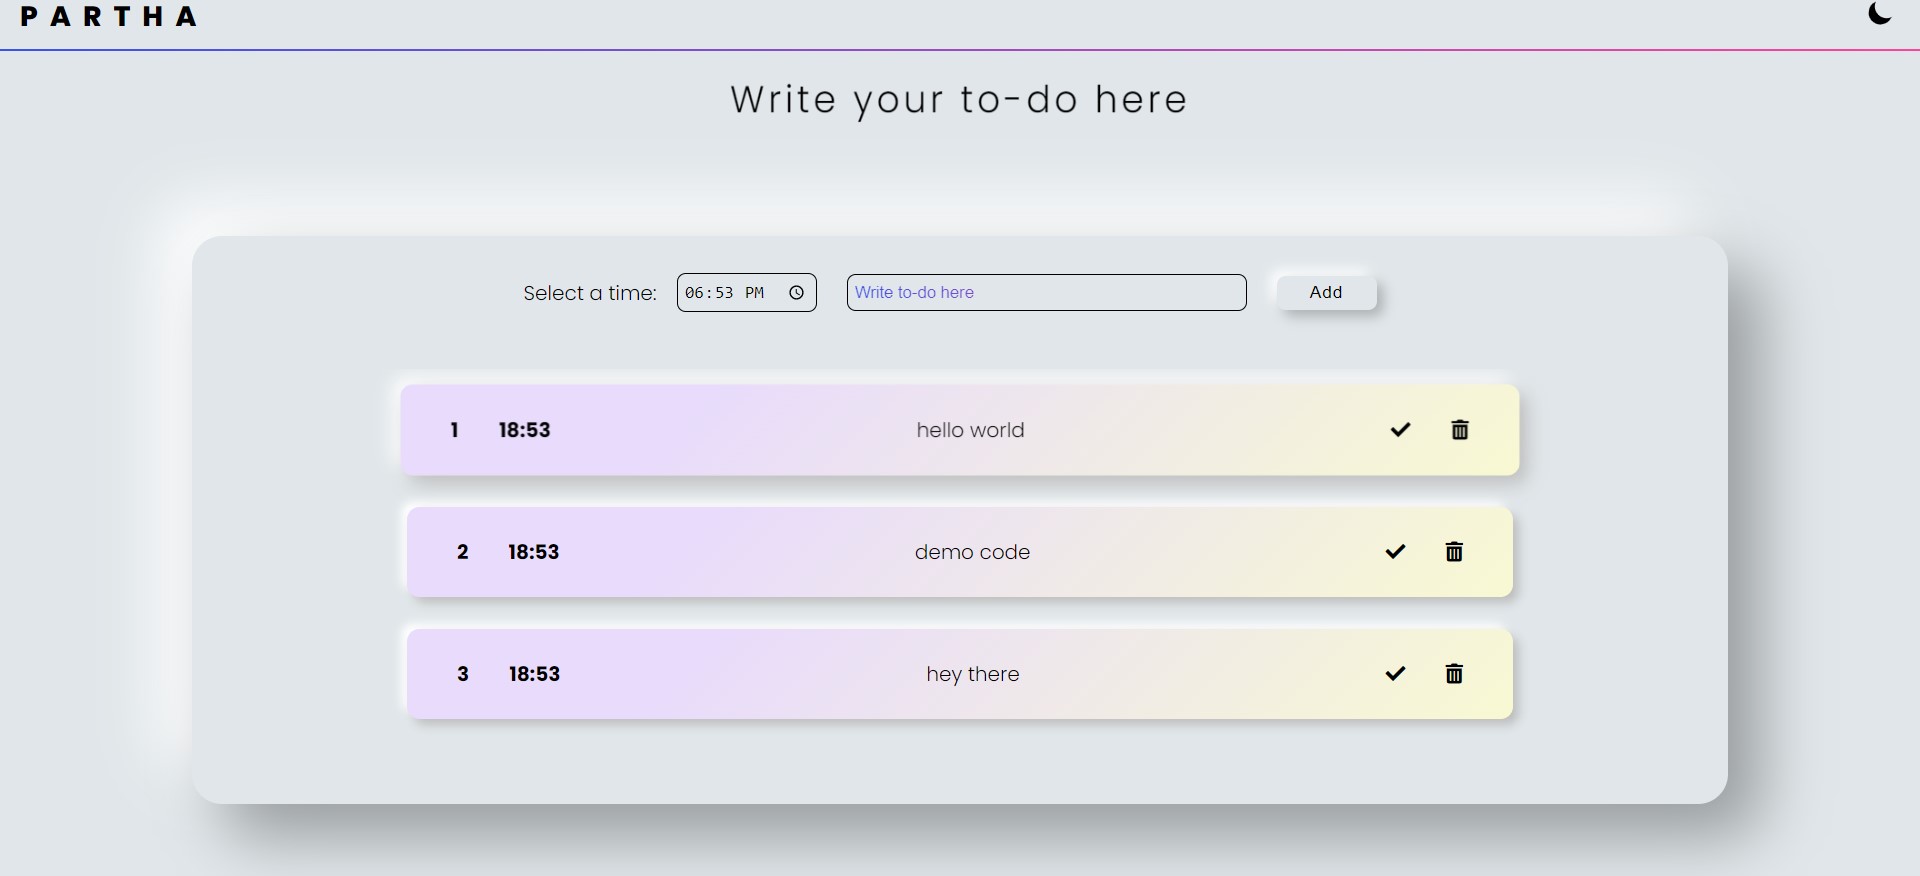 PARTHA
Write your to-do here
Select a time: 06:53 PM Write to-do here Add
1 18:53 hello world
2 18:53 demo code
3 18:53 hey there